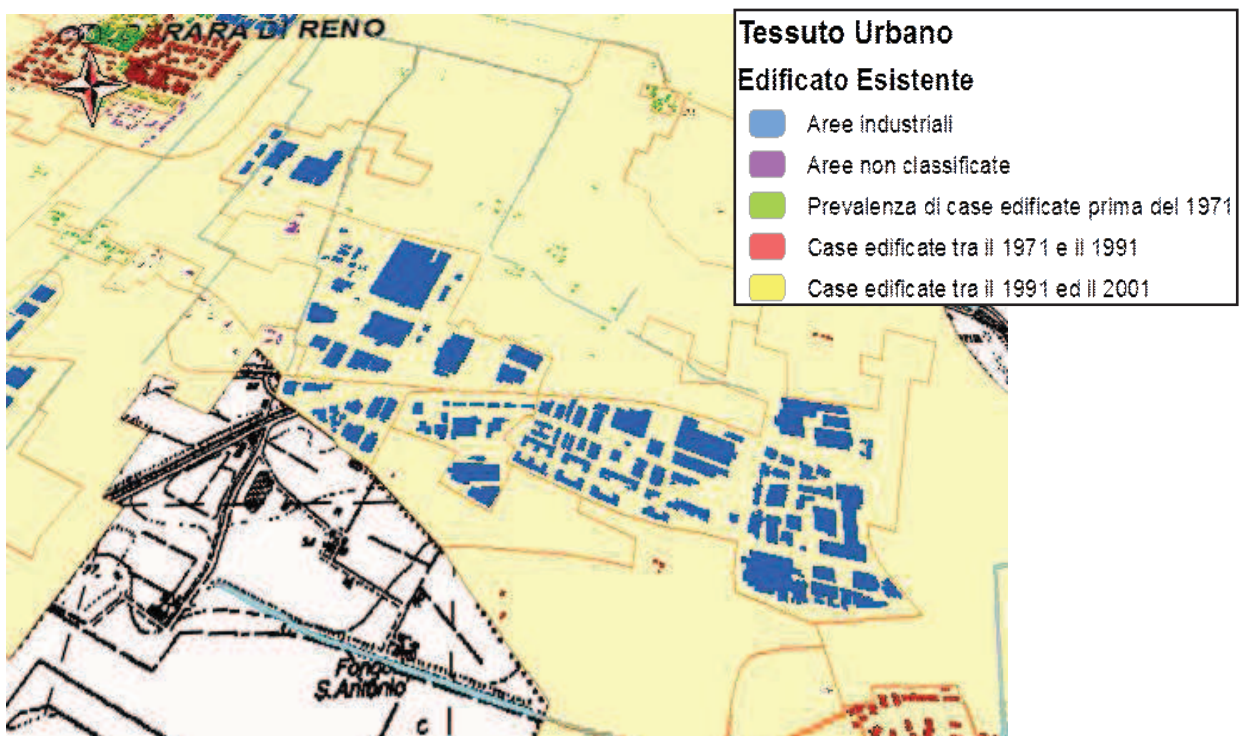 RARA DI RENO
Tessuto Urbano
Edificato Esistente
Aree industriali
Aree non classificate
Prevalenza di case edificate prima del 1971
Case edificate tra il 1971 e il 1991
Case edificate tra il 1991 ed il 2001
S. Antonio
C